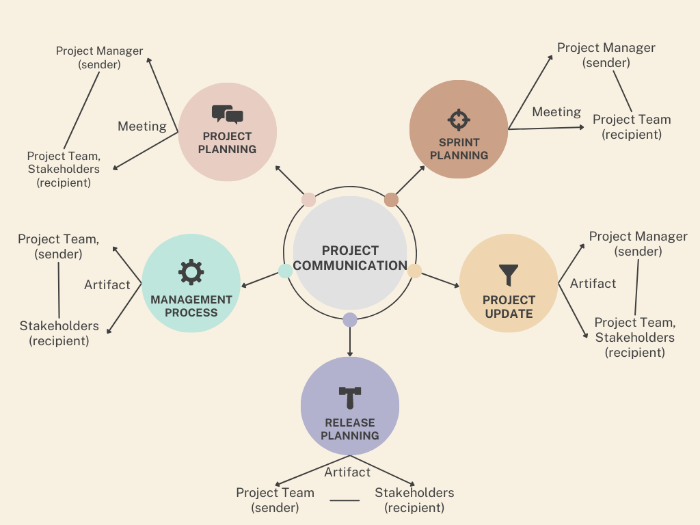 Project Manager
(sender)
Meeting
Project Team,
Stakeholders
(recipient)
PROJECT
PLANNING
Project Manager
(sender)
Meeting
Project Team
(recipient)
SPRINT
PLANNING
PROJECT
COMMUNICATION
Project Team,
(sender)
Artifact
Stakeholders
(recipient)
MANAGEMENT
PROCESS
Project Manager
(sender)
Artifact
Project Team,
Stakeholders
(recipient)
PROJECT
UPDATE
RELEASE
PLANNING
Artifact
Project Team
(sender)
Stakeholders
(recipient)